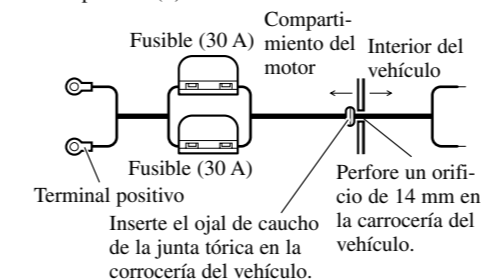 Comparti-
miento del
motor
Fusible (30 A)
Interior del
vehículo
Fusible (30 A)
Terminal positivo
Perfore un orifi-
cio de 14 mm en
la carrocería del
vehículo.
Inserte el ojal de caucho
de la junta tórica en la
corrocería del vehículo.